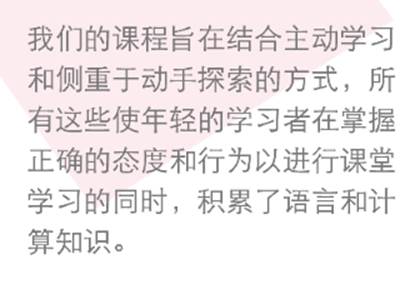 我们的课程旨在结合主动学习
和侧重于动手探索的方式，所
有这些使年轻的学习者在掌握
正确的态度和行为以进行课堂
学习的同时，积累了语言和计
算知识。